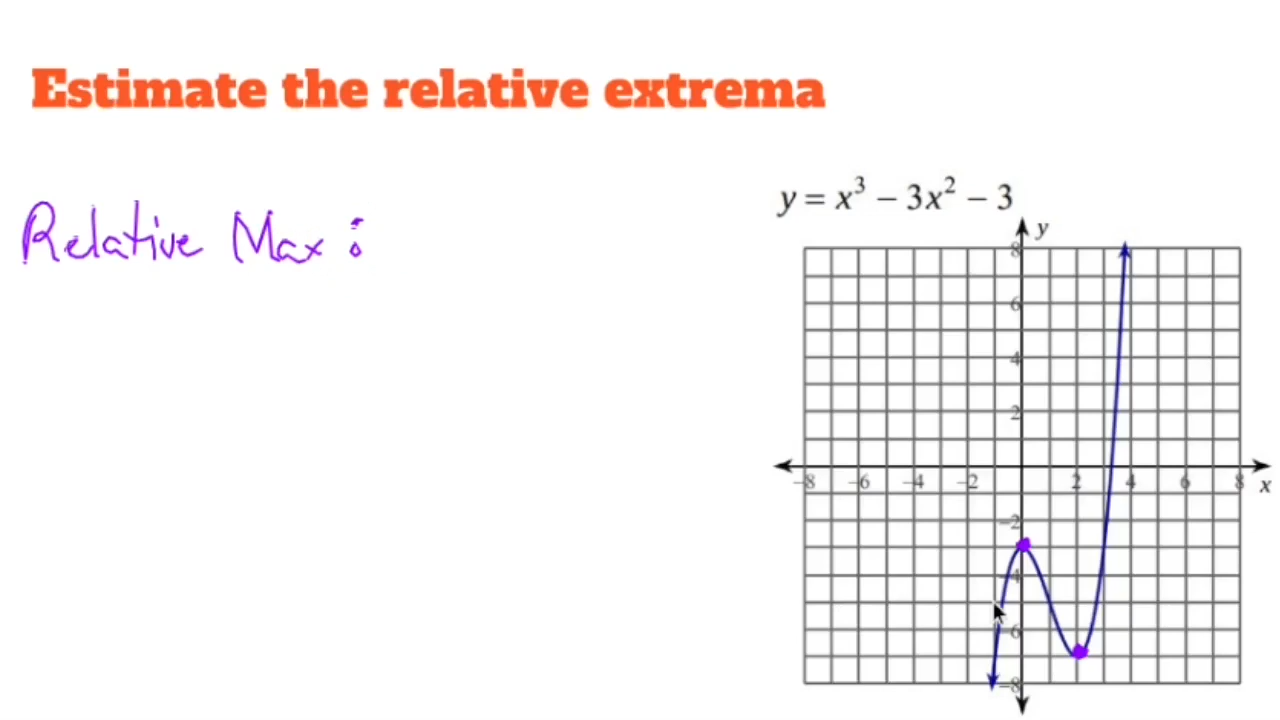 Estimate the relative extrema
y = x³ − 3x² − 3
Relative Max :
y
8
6
4
2
−8 −6 −4 −2 2 4 6 8 x
−2
−4
−6
−8